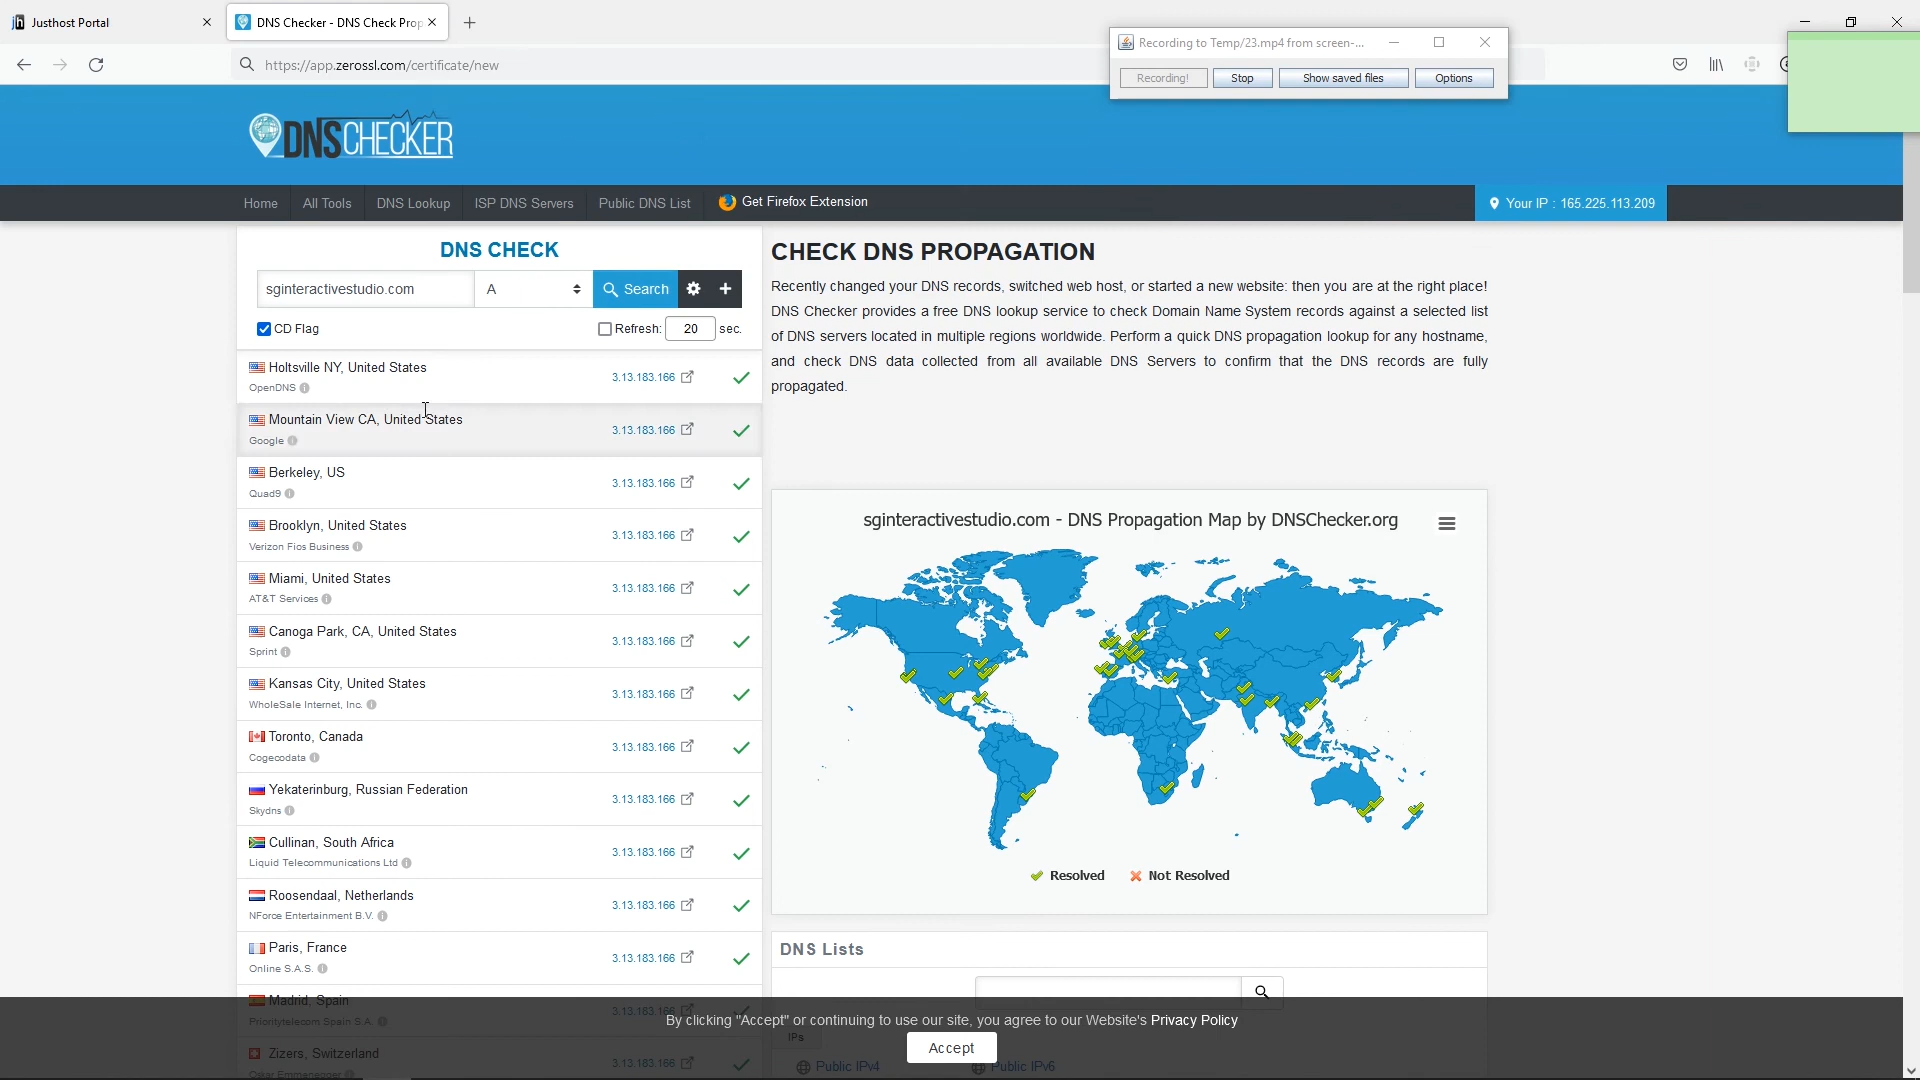 Justhost Portal
DNS Checker - DNS Check Prop
Recording to Temp/23.mp4 from screen-...
https://app.zerossl.com/certificate/new
Recording!
Stop
Show saved files
Options
DNSCHECKER
Home
All Tools
DNS Lookup
ISP DNS Servers
Public DNS List
Get Firefox Extension
Your IP : 165.225.113.209
DNS CHECK
sginteractivestudio.com
A
Search
CD Flag
Refresh:
20
sec.
Holtsville NY, United States
OpenDNS
3.13.183.166
Mountain View CA, United States
Google
3.13.183.166
Berkeley, US
Quad9
3.13.183.166
Brooklyn, United States
Verizon Fios Business
3.13.183.166
Miami, United States
AT&T Services
3.13.183.166
Canoga Park, CA, United States
Sprint
3.13.183.166
Kansas City, United States
WholeSale Internet, Inc.
3.13.183.166
Toronto, Canada
Cogecodata
3.13.183.166
Yekaterinburg, Russian Federation
Skydns
3.13.183.166
Cullinan, South Africa
Liquid Telecommunications Ltd
3.13.183.166
Roosendaal, Netherlands
NForce Entertainment B.V.
3.13.183.166
Paris, France
Online S.A.S.
3.13.183.166
Madrid, Spain
Prioritytelecom Spain S.A.
3.13.183.166
Zizers, Switzerland
Oskar Emmenegger
3.13.183.166
CHECK DNS PROPAGATION
Recently changed your DNS records, switched web host, or started a new website: then you are at the right place!
DNS Checker provides a free DNS lookup service to check Domain Name System records against a selected list
of DNS servers located in multiple regions worldwide. Perform a quick DNS propagation lookup for any hostname,
and check DNS data collected from all available DNS Servers to confirm that the DNS records are fully
propagated.
sginteractivestudio.com - DNS Propagation Map by DNSChecker.org
Resolved
Not Resolved
DNS Lists
By clicking "Accept" or continuing to use our site, you agree to our Website's Privacy Policy
IPs
Accept
Public IPv4
Public IPv6